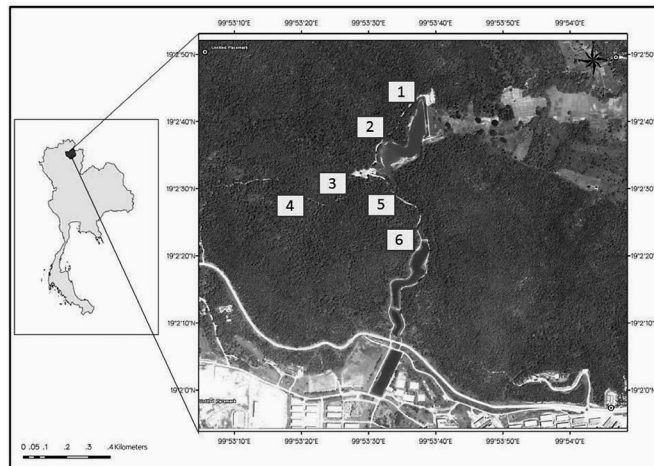 99°53'10"E 99°53'20"E 99°53'30"E 99°53'40"E 99°53'50"E 99°54'0"E
19°2'50"N 19°2'50"N
19°2'40"N 19°2'40"N
19°2'30"N 19°2'30"N
19°2'20"N 19°2'20"N
19°2'10"N 19°2'10"N
19°2'0"N 19°2'0"N
Untitled Placemark
1
2
3
4
5
6
99°53'10"E 99°53'20"E 99°53'30"E 99°53'40"E 99°53'50"E 99°54'0"E
0 .05 .1 .2 .3 .4 Kilometers